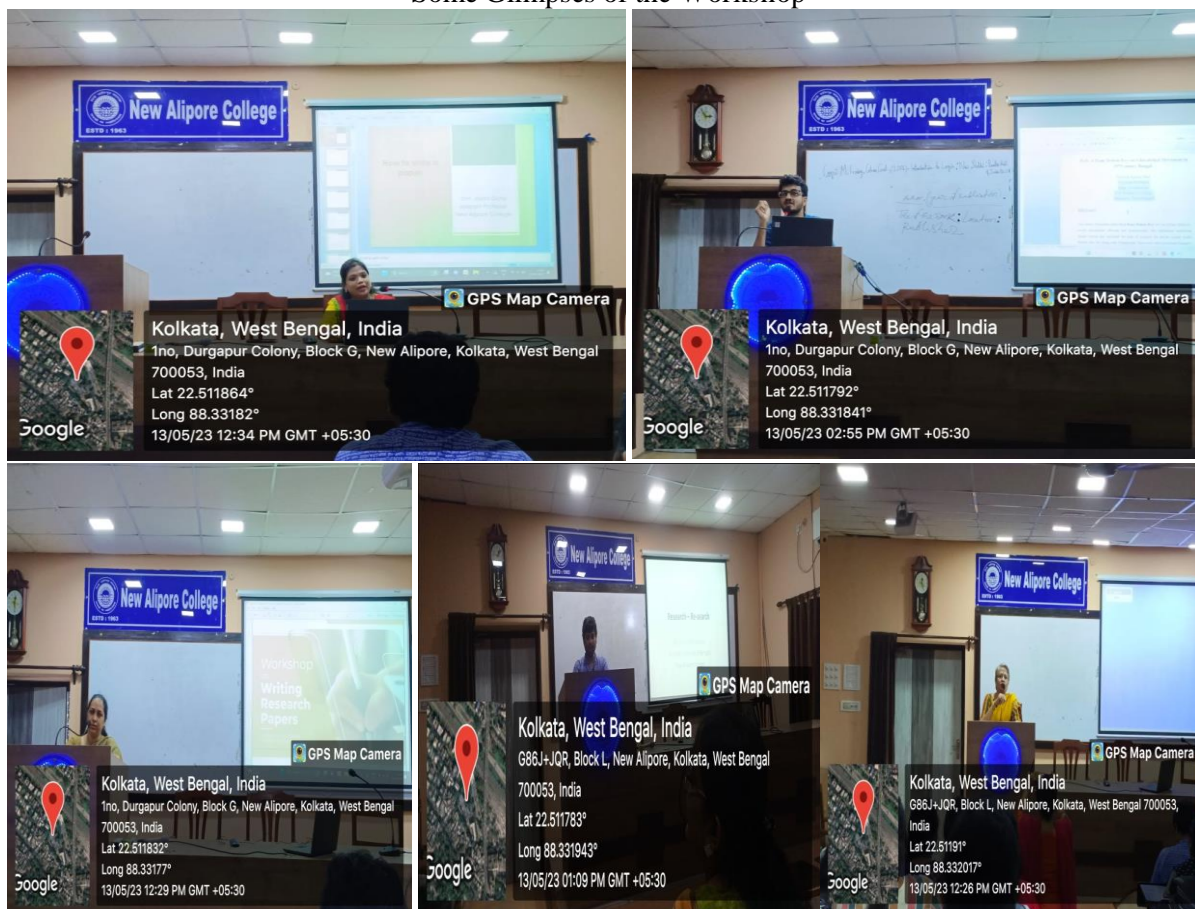 Some Glimpses of the Workshop
New Alipore College
ESTD : 1963
GPS Map Camera
Kolkata, West Bengal, India
1no, Durgapur Colony, Block G, New Alipore, Kolkata, West Bengal
700053, India
Lat 22.511864°
Long 88.33182°
13/05/23 12:34 PM GMT +05:30
Google
New Alipore College
ESTD : 1963
GPS Map Camera
Kolkata, West Bengal, India
1no, Durgapur Colony, Block G, New Alipore, Kolkata, West Bengal
700053, India
Lat 22.511792°
Long 88.331841°
13/05/23 02:55 PM GMT +05:30
Google
New Alipore College
ESTD : 1963
Workshop
Writing
Research
Papers
GPS Map Camera
Kolkata, West Bengal, India
1no, Durgapur Colony, Block G, New Alipore, Kolkata, West Bengal
700053, India
Lat 22.511832°
Long 88.33177°
13/05/23 12:29 PM GMT +05:30
Google
New Alipore College
ESTD : 1963
GPS Map Camera
Kolkata, West Bengal, India
G86J+JQR, Block L, New Alipore, Kolkata, West Bengal
700053, India
Lat 22.511783°
Long 88.331943°
13/05/23 01:09 PM GMT +05:30
Google
New Alipore College
ESTD : 1963
GPS Map Camera
Kolkata, West Bengal, India
G86J+JQR, Block L, New Alipore, Kolkata, West Bengal 700053,
India
Lat 22.51191°
Long 88.332017°
13/05/23 12:26 PM GMT +05:30
Google